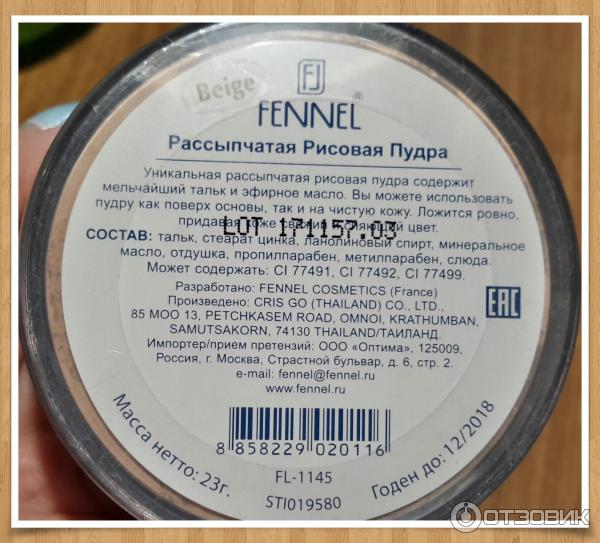 Beige
FJ
FENNEL®
Рассыпчатая Рисовая Пудра
Уникальная рассыпчатая рисовая пудра содержит
мельчайший тальк и эфирное масло. Вы можете использовать
пудру как поверх основы, так и на чистую кожу. Ложится ровно,
придавая коже цвет.
LOT 171157:03
СОСТАВ: тальк, стеарат цинка, ланолиновый спирт, минеральное
масло, отдушка, пропилпарабен, метилпарабен, слюда.
Может содержать: CI 77491, CI 77492, CI 77499.
Разработано: FENNEL COSMETICS (France)
Произведено: CRIS GO (THAILAND) CO., LTD.,
85 MOO 13, PETCHKASEM ROAD, OMNOI, KRATHUMBAN,
SAMUTSAKORN, 74130 THAILAND/ТАИЛАНД.
EAC
Импортер/прием претензий: ООО «Оптима», 125009,
Россия, г. Москва, Страстной бульвар, д. 6, стр. 2.
e-mail: fennel@fennel.ru
www.fennel.ru
8 858229 020116
Масса нетто: 23г.
FL-1145
STI019580
Годен до: 12/2018
ОТЗОВИК